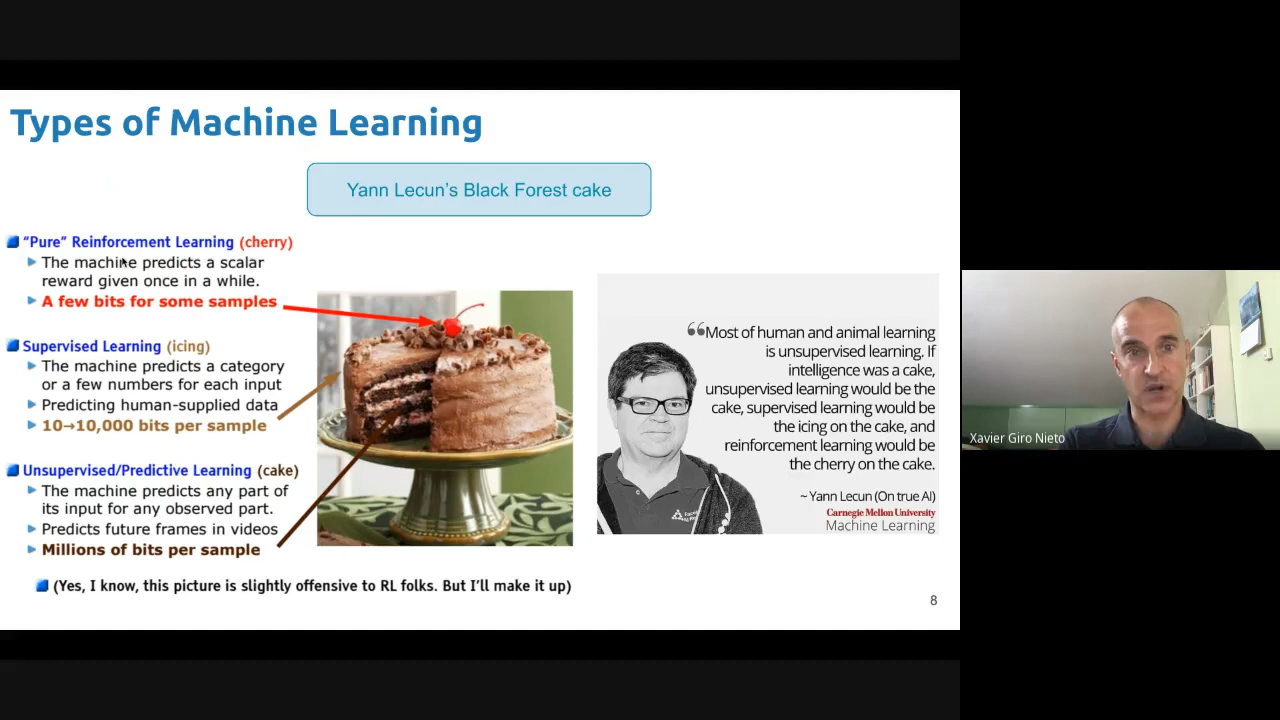 Types of Machine Learning
Yann Lecun's Black Forest cake
"Pure" Reinforcement Learning (cherry)
The machine predicts a scalar
reward given once in a while.
A few bits for some samples
Supervised Learning (icing)
The machine predicts a category
or a few numbers for each input
Predicting human-supplied data
10→10,000 bits per sample
Unsupervised/Predictive Learning (cake)
The machine predicts any part of
its input for any observed part.
Predicts future frames in videos
Millions of bits per sample
(Yes, I know, this picture is slightly offensive to RL folks. But I'll make it up)
“Most of human and animal learning
is unsupervised learning. If
intelligence was a cake,
unsupervised learning would be the
cake, supervised learning would be
the icing on the cake, and
reinforcement learning would be
the cherry on the cake.
~ Yann Lecun (On true AI)
Carnegie Mellon University
Machine Learning
8
Xavier Giro Nieto